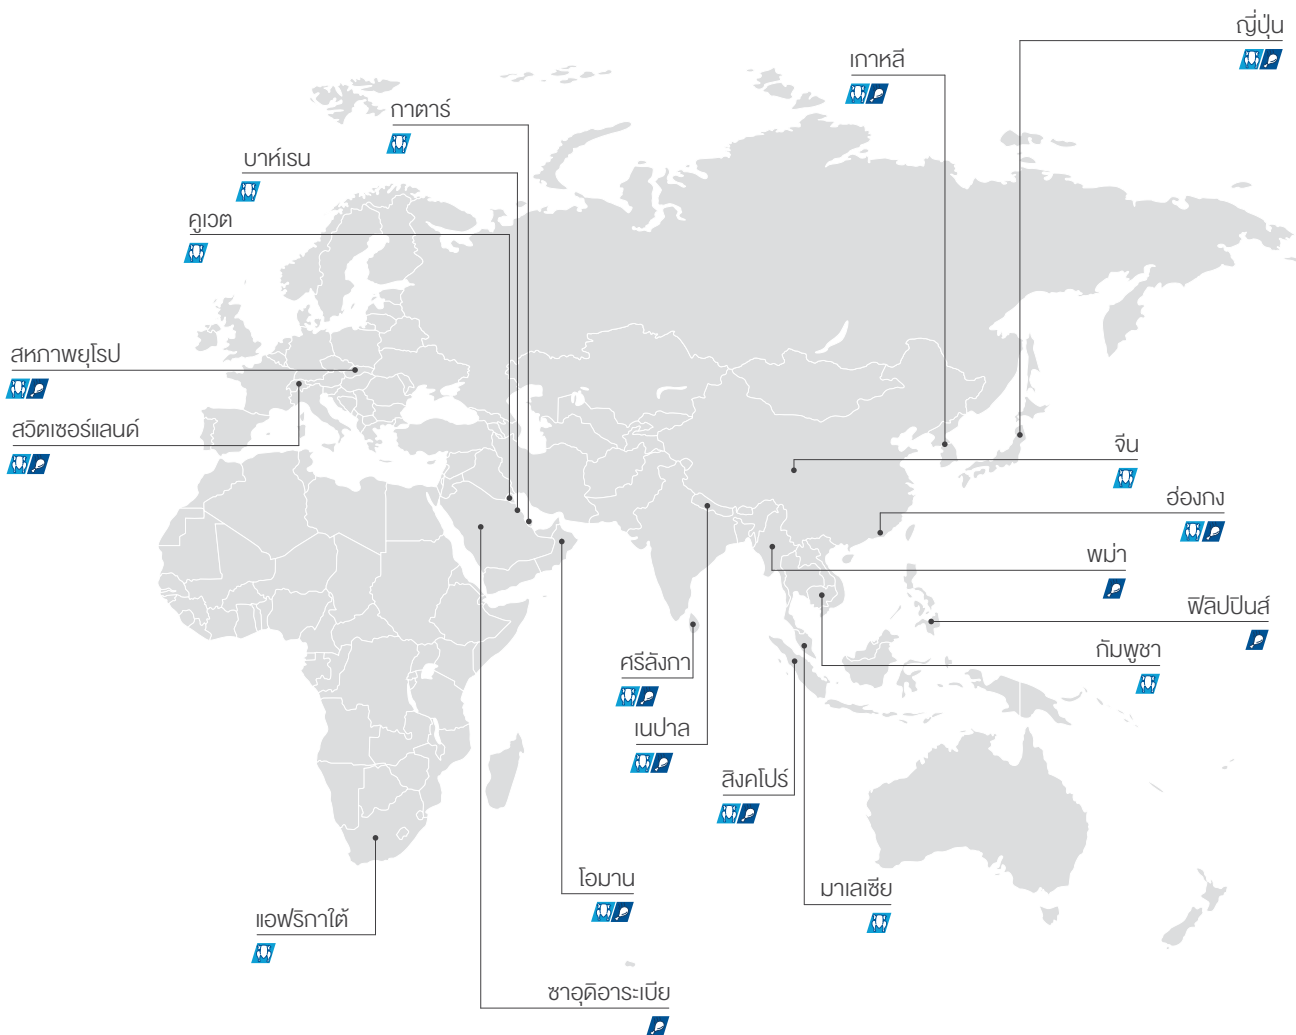 ญี่ปุ่น
เกาหลี
กาตาร์
บาห์เรน
คูเวต
สหภาพยุโรป
สวิตเซอร์แลนด์
จีน
ฮ่องกง
พม่า
ฟิลิปปินส์
กัมพูชา
ศรีลังกา
เนปาล
สิงคโปร์
โอมาน
มาเลเซีย
แอฟริกาใต้
ซาอุดิอาระเบีย